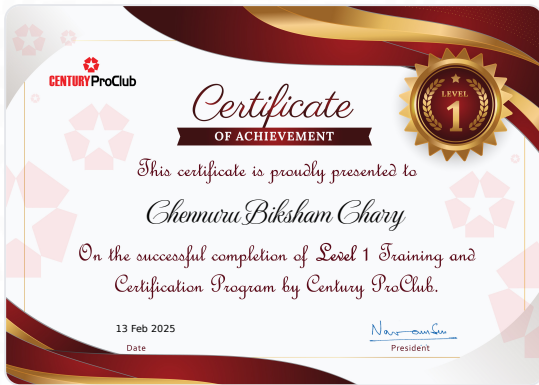 CENTURY ProClub
LEVEL
1
Certificate
OF ACHIEVEMENT
This certificate is proudly presented to
Chennuru Biksham Chary
On the successful completion of Level 1 Training and
Certification Program by Century ProClub.
13 Feb 2025
Date
President